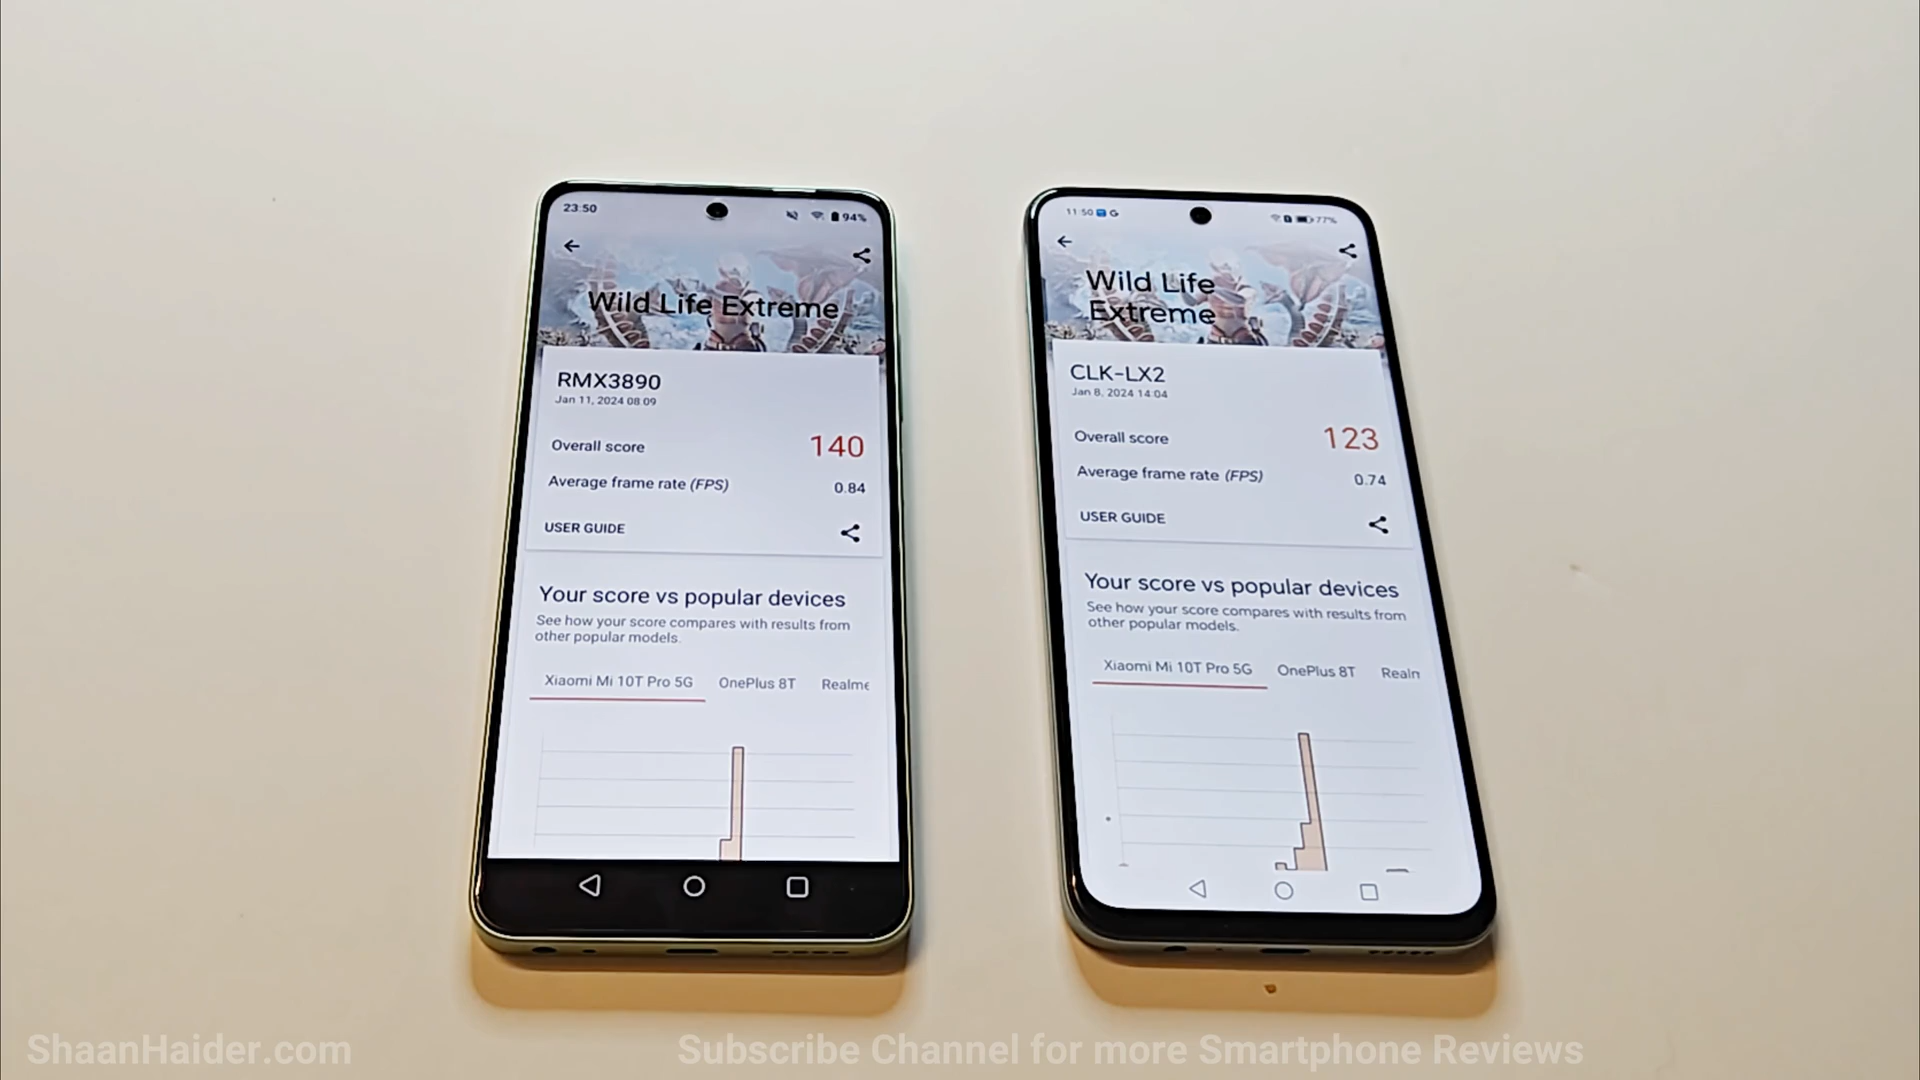 23:50
94%
Wild Life Extreme
RMX3890
Jan 11, 2024 08:09
Overall score
140
Average frame rate (FPS)
0.84
USER GUIDE
Your score vs popular devices
See how your score compares with results from
other popular models.
Xiaomi Mi 10T Pro 5G
OnePlus 8T
Realme
11:50
G
77%
Wild Life
Extreme
CLK-LX2
Jan 8, 2024 14:04
Overall score
123
Average frame rate (FPS)
0.74
USER GUIDE
Your score vs popular devices
See how your score compares with results from
other popular models.
Xiaomi Mi 10T Pro 5G
OnePlus 8T
Realn
ShaanHaider.com
Subscribe Channel for more Smartphone Reviews